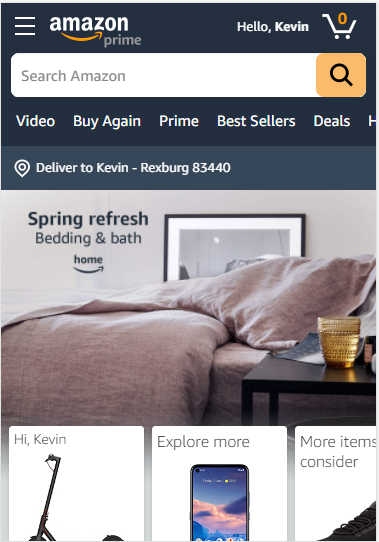 amazon
prime
Hello, Kevin
0
Search Amazon
Video Buy Again Prime Best Sellers Deals H
Deliver to Kevin - Rexburg 83440
Spring refresh
Bedding & bath
home
Hi, Kevin
Explore more
More items
consider